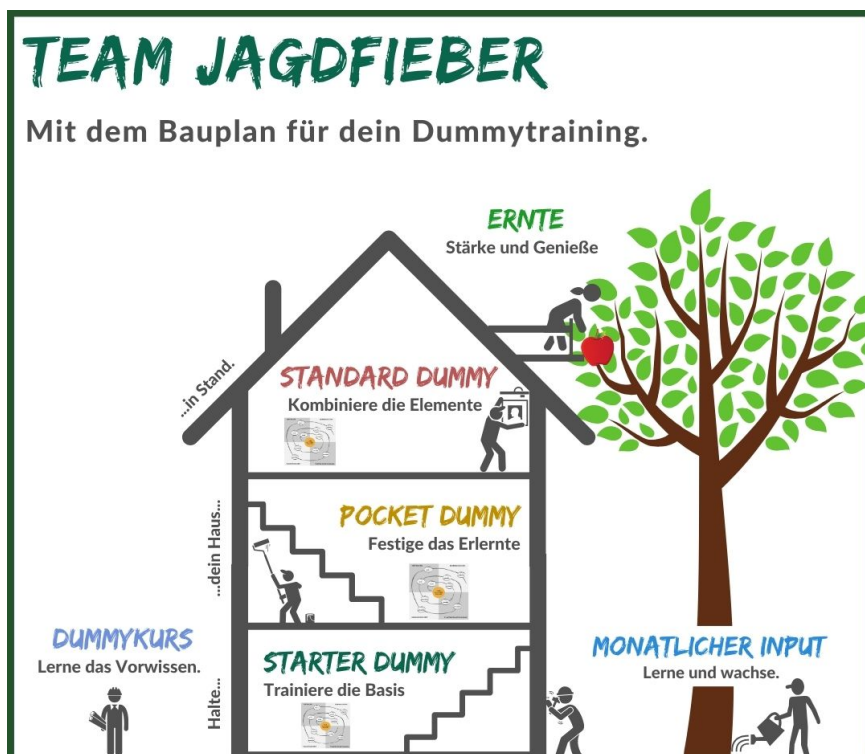 TEAM JAGDFIEBER
Mit dem Bauplan für dein Dummytraining.
ERNTE
Stärke und Genieße
...in Stand.
STANDARD DUMMY
Kombiniere die Elemente
...dein Haus...
POCKET DUMMY
Festige das Erlernte
DUMMYKURS
Lerne das Vorwissen.
Halte...
STARTER DUMMY
Trainiere die Basis
MONATLICHER INPUT
Lerne und wachse.